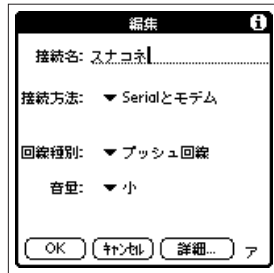 編集
接続名: スナコネ
接続方法: ▼ Serialとモデム
回線種別: ▼ プッシュ回線
音量: ▼ 小
OK キャンセル 詳細... ア